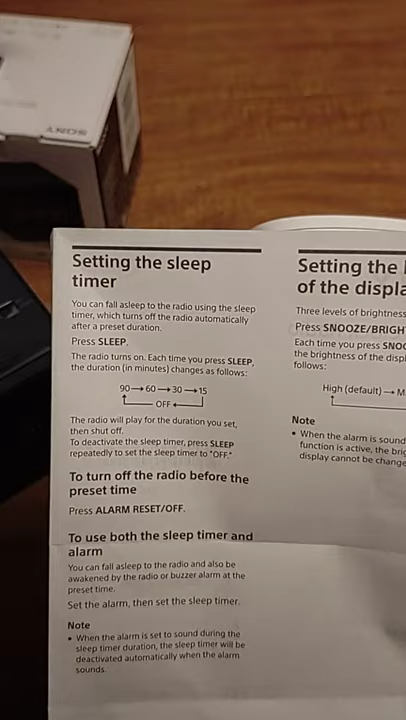 SONY
Setting the sleep
timer
You can fall asleep to the radio using the sleep
timer, which turns off the radio automatically
after a preset duration.
Press SLEEP.
The radio turns on. Each time you press SLEEP,
the duration (in minutes) changes as follows:
90→60→30→15
OFF
The radio will play for the duration you set,
then shut off.
To deactivate the sleep timer, press SLEEP
repeatedly to set the sleep timer to "OFF."
To turn off the radio before the
preset time
Press ALARM RESET/OFF.
To use both the sleep timer and
alarm
You can fall asleep to the radio and also be
awakened by the radio or buzzer alarm at the
preset time.
Set the alarm, then set the sleep timer.
Note
• When the alarm is set to sound during the
sleep timer duration, the sleep timer will be
deactivated automatically when the alarm
sounds.
Setting the
of the displa
Three levels of brightness
Press SNOOZE/BRIGH
Each time you press SNOO
the brightness of the disp
follows:
High (default) → M
Note
• When the alarm is sound
function is active, the brig
display cannot be change